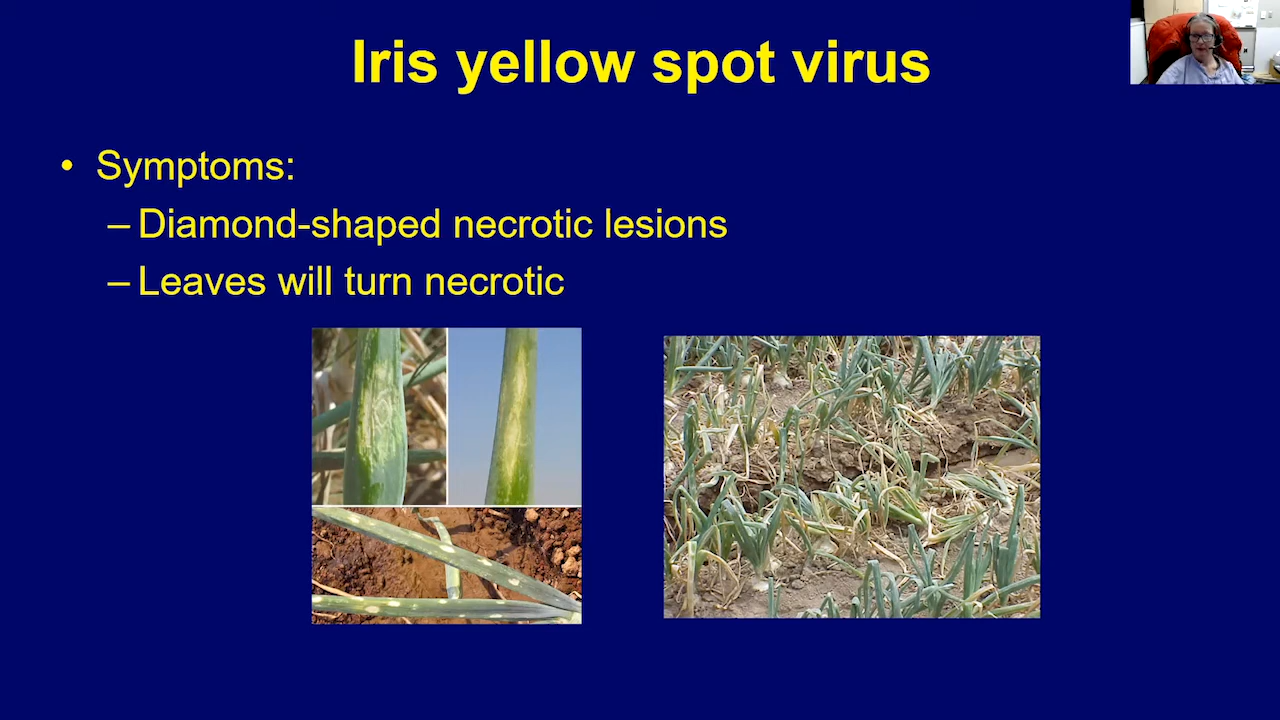 Iris yellow spot virus
• Symptoms:
– Diamond-shaped necrotic lesions
– Leaves will turn necrotic